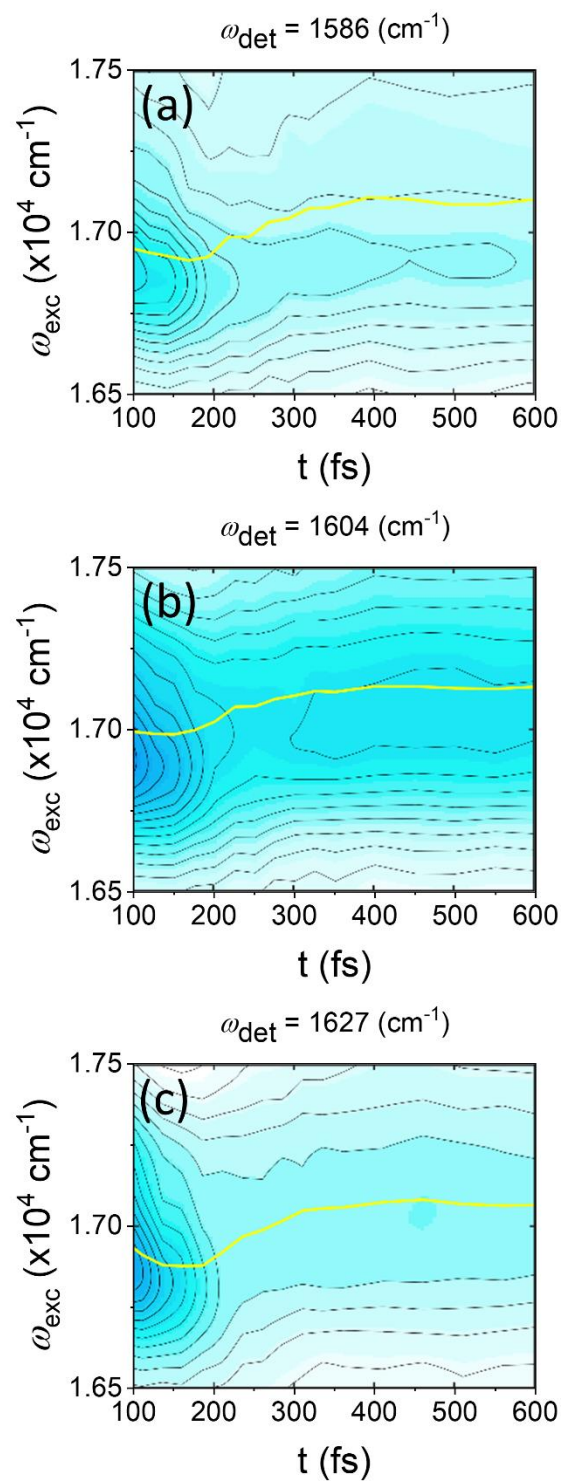 ω_det = 1586 (cm⁻¹)
(a)
1.75
1.70
1.65
ω_exc (x10⁴ cm⁻¹)
100 200 300 400 500 600
t (fs)
ω_det = 1604 (cm⁻¹)
(b)
1.75
1.70
1.65
ω_exc (x10⁴ cm⁻¹)
100 200 300 400 500 600
t (fs)
ω_det = 1627 (cm⁻¹)
(c)
1.75
1.70
1.65
ω_exc (x10⁴ cm⁻¹)
100 200 300 400 500 600
t (fs)